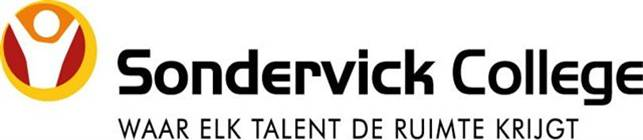 Sondervick College
WAAR ELK TALENT DE RUIMTE KRIJGT